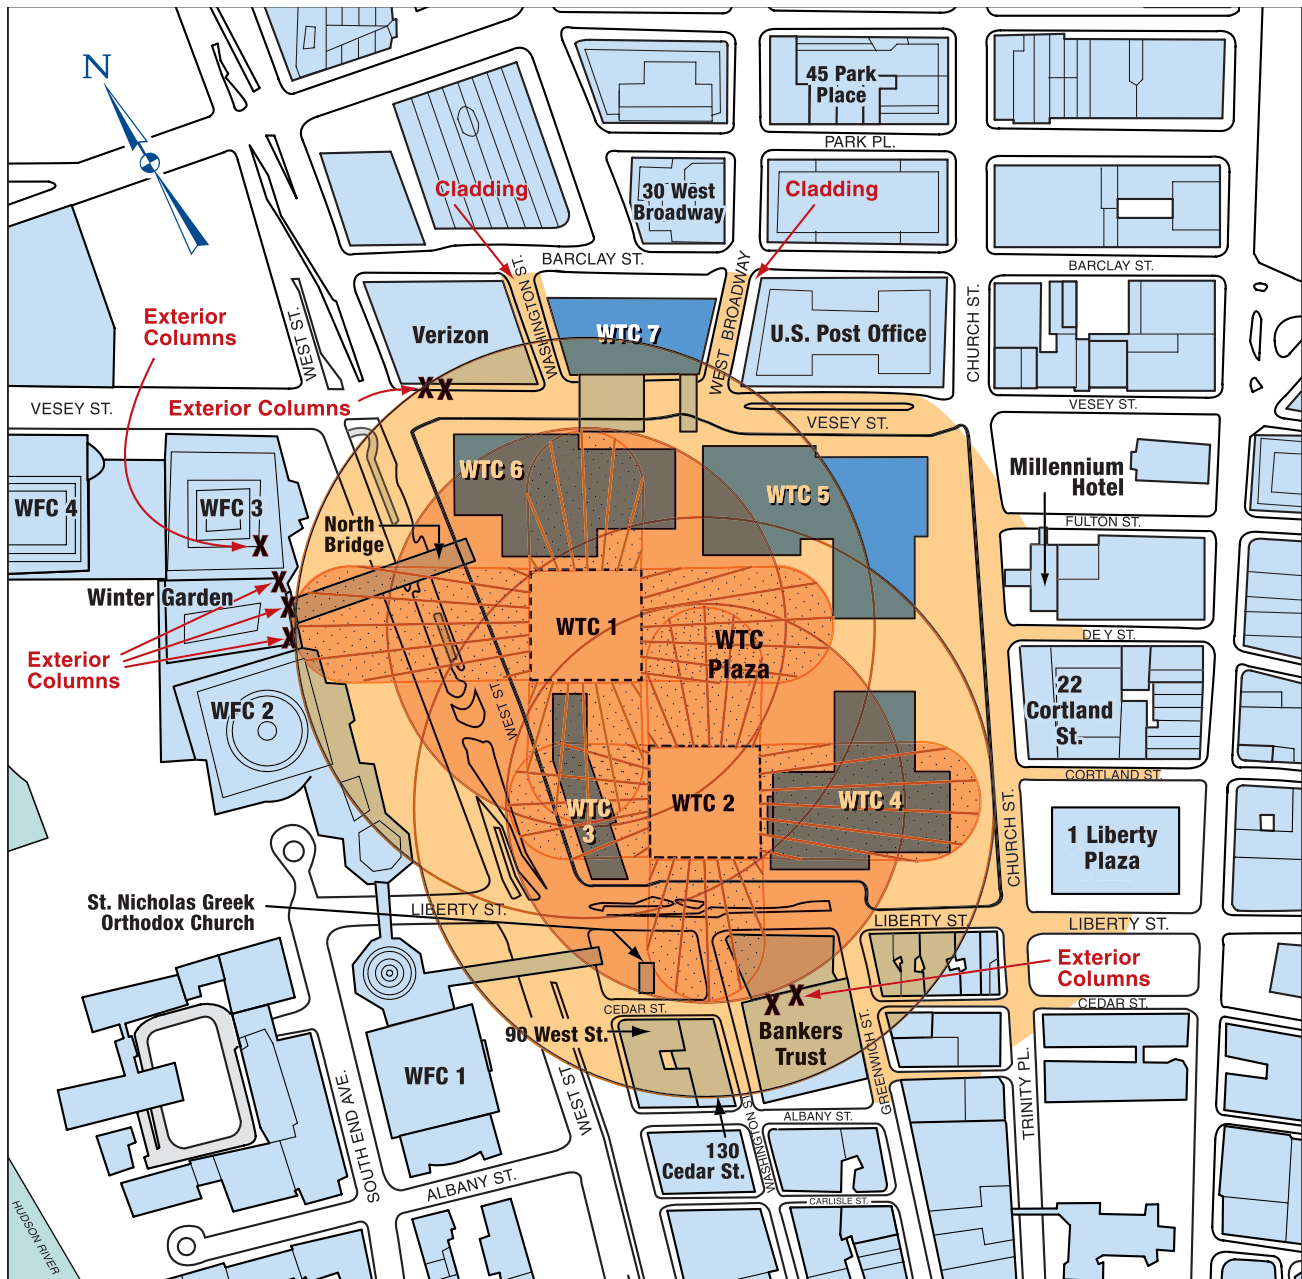 N
45 Park
Place
PARK PL.
Cladding
30 West
Broadway
Cladding
BARCLAY ST.
BARCLAY ST.
WASHINGTON ST.
WEST BROADWAY
CHURCH ST.
WEST ST.
Exterior
Columns
Verizon
WTC 7
U.S. Post Office
Exterior Columns
VESEY ST.
VESEY ST.
VESEY ST.
WTC 6
WTC 5
Millennium
Hotel
WFC 4
WFC 3
North
Bridge
FULTON ST.
Winter Garden
WTC 1
WTC
Plaza
DEY ST.
Exterior
Columns
WFC 2
WEST ST.
22
Cortland
St.
CORTLAND ST.
WTC
3
WTC 2
WTC 4
CHURCH ST.
1 Liberty
Plaza
St. Nicholas Greek
Orthodox Church
LIBERTY ST.
LIBERTY ST.
LIBERTY ST.
Exterior
Columns
CEDAR ST.
CEDAR ST.
90 West St.
Bankers
Trust
GREENWICH ST.
WFC 1
SOUTH END AVE.
WEST ST.
TRINITY PL.
ALBANY ST.
WASHINGTON ST.
130
Cedar St.
ALBANY ST.
CARLISLE ST.
HUDSON RIVER